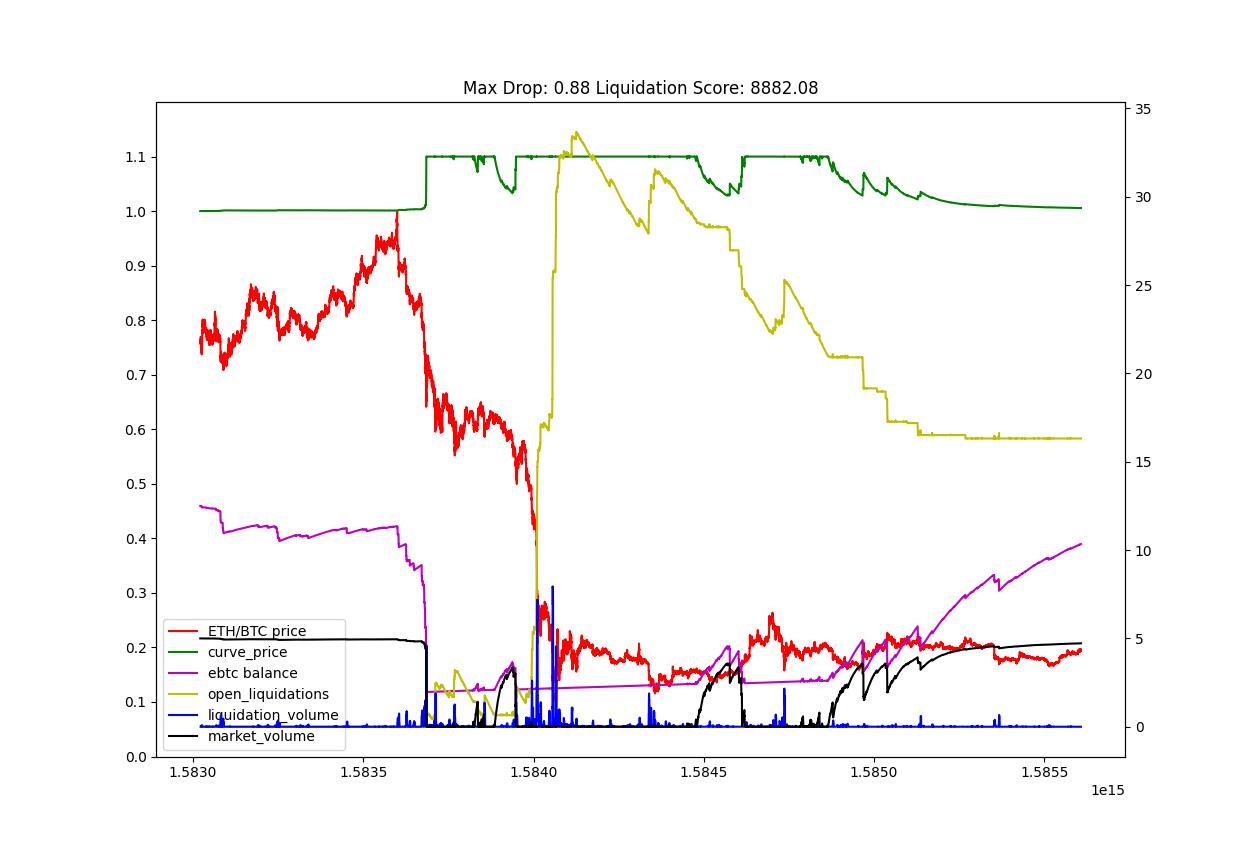 Max Drop: 0.88 Liquidation Score: 8882.08
1.1
1.0
0.9
0.8
0.7
0.6
0.5
0.4
0.3
0.2
0.1
0.0
35
30
25
20
15
10
5
0
ETH/BTC price
curve_price
ebtc balance
open_liquidations
liquidation_volume
market_volume
1.5830 1.5835 1.5840 1.5845 1.5850 1.5855
1e15